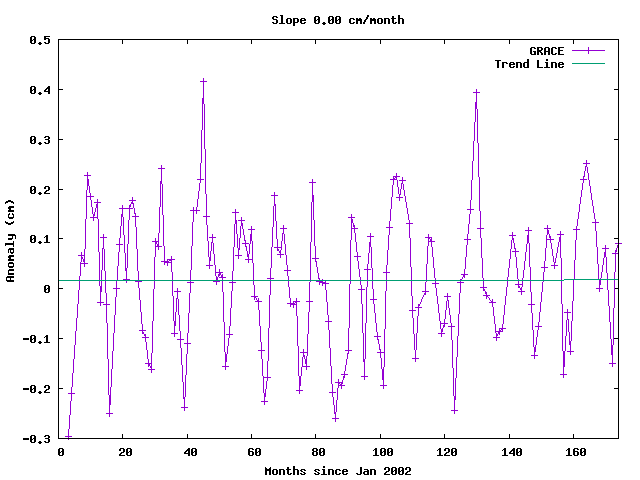 Slope 0.00 cm/month
GRACE
Trend Line
0.5
0.4
0.3
0.2
0.1
0
-0.1
-0.2
-0.3
Anomaly (cm)
0 20 40 60 80 100 120 140 160
Months since Jan 2002